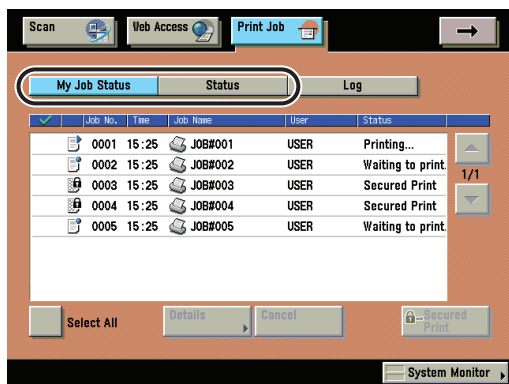 Scan Web Access Print Job
My Job Status Status Log
Job No. Time Job Name User Status
0001 15:25 JOB#001 USER Printing...
0002 15:25 JOB#002 USER Waiting to print.
0003 15:25 JOB#003 USER Secured Print
0004 15:25 JOB#004 USER Secured Print
0005 15:25 JOB#005 USER Waiting to print.
1/1
Select All Details Cancel Secured
Print
System Monitor